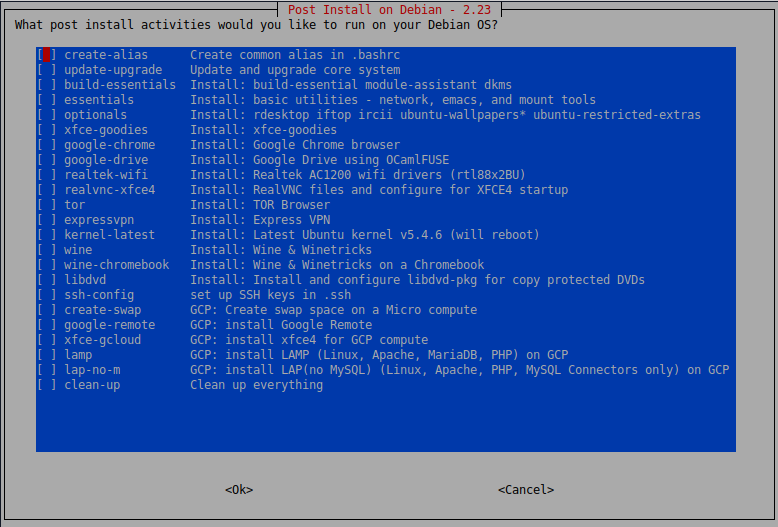 Post Install on Debian - 2.23
What post install activities would you like to run on your Debian OS?
[ ] create-alias Create common alias in .bashrc
[ ] update-upgrade Update and upgrade core system
[ ] build-essentials Install: build-essential module-assistant dkms
[ ] essentials Install: basic utilities - network, emacs, and mount tools
[ ] optionals Install: rdesktop iftop ircii ubuntu-wallpapers* ubuntu-restricted-extras
[ ] xfce-goodies Install: xfce-goodies
[ ] google-chrome Install: Google Chrome browser
[ ] google-drive Install: Google Drive using OCamlFUSE
[ ] realtek-wifi Install: Realtek AC1200 wifi drivers (rtl88x2BU)
[ ] realvnc-xfce4 Install: RealVNC files and configure for XFCE4 startup
[ ] tor Install: TOR Browser
[ ] expressvpn Install: Express VPN
[ ] kernel-latest Install: Latest Ubuntu kernel v5.4.6 (will reboot)
[ ] wine Install: Wine & Winetricks
[ ] wine-chromebook Install: Wine & Winetricks on a Chromebook
[ ] libdvd Install: Install and configure libdvd-pkg for copy protected DVDs
[ ] ssh-config set up SSH keys in .ssh
[ ] create-swap GCP: Create swap space on a Micro compute
[ ] google-remote GCP: install Google Remote
[ ] xfce-gcloud GCP: install xfce4 for GCP compute
[ ] lamp GCP: install LAMP (Linux, Apache, MariaDB, PHP) on GCP
[ ] lap-no-m GCP: install LAP(no MySQL) (Linux, Apache, PHP, MySQL Connectors only) on GCP
[ ] clean-up Clean up everything
<Ok> <Cancel>